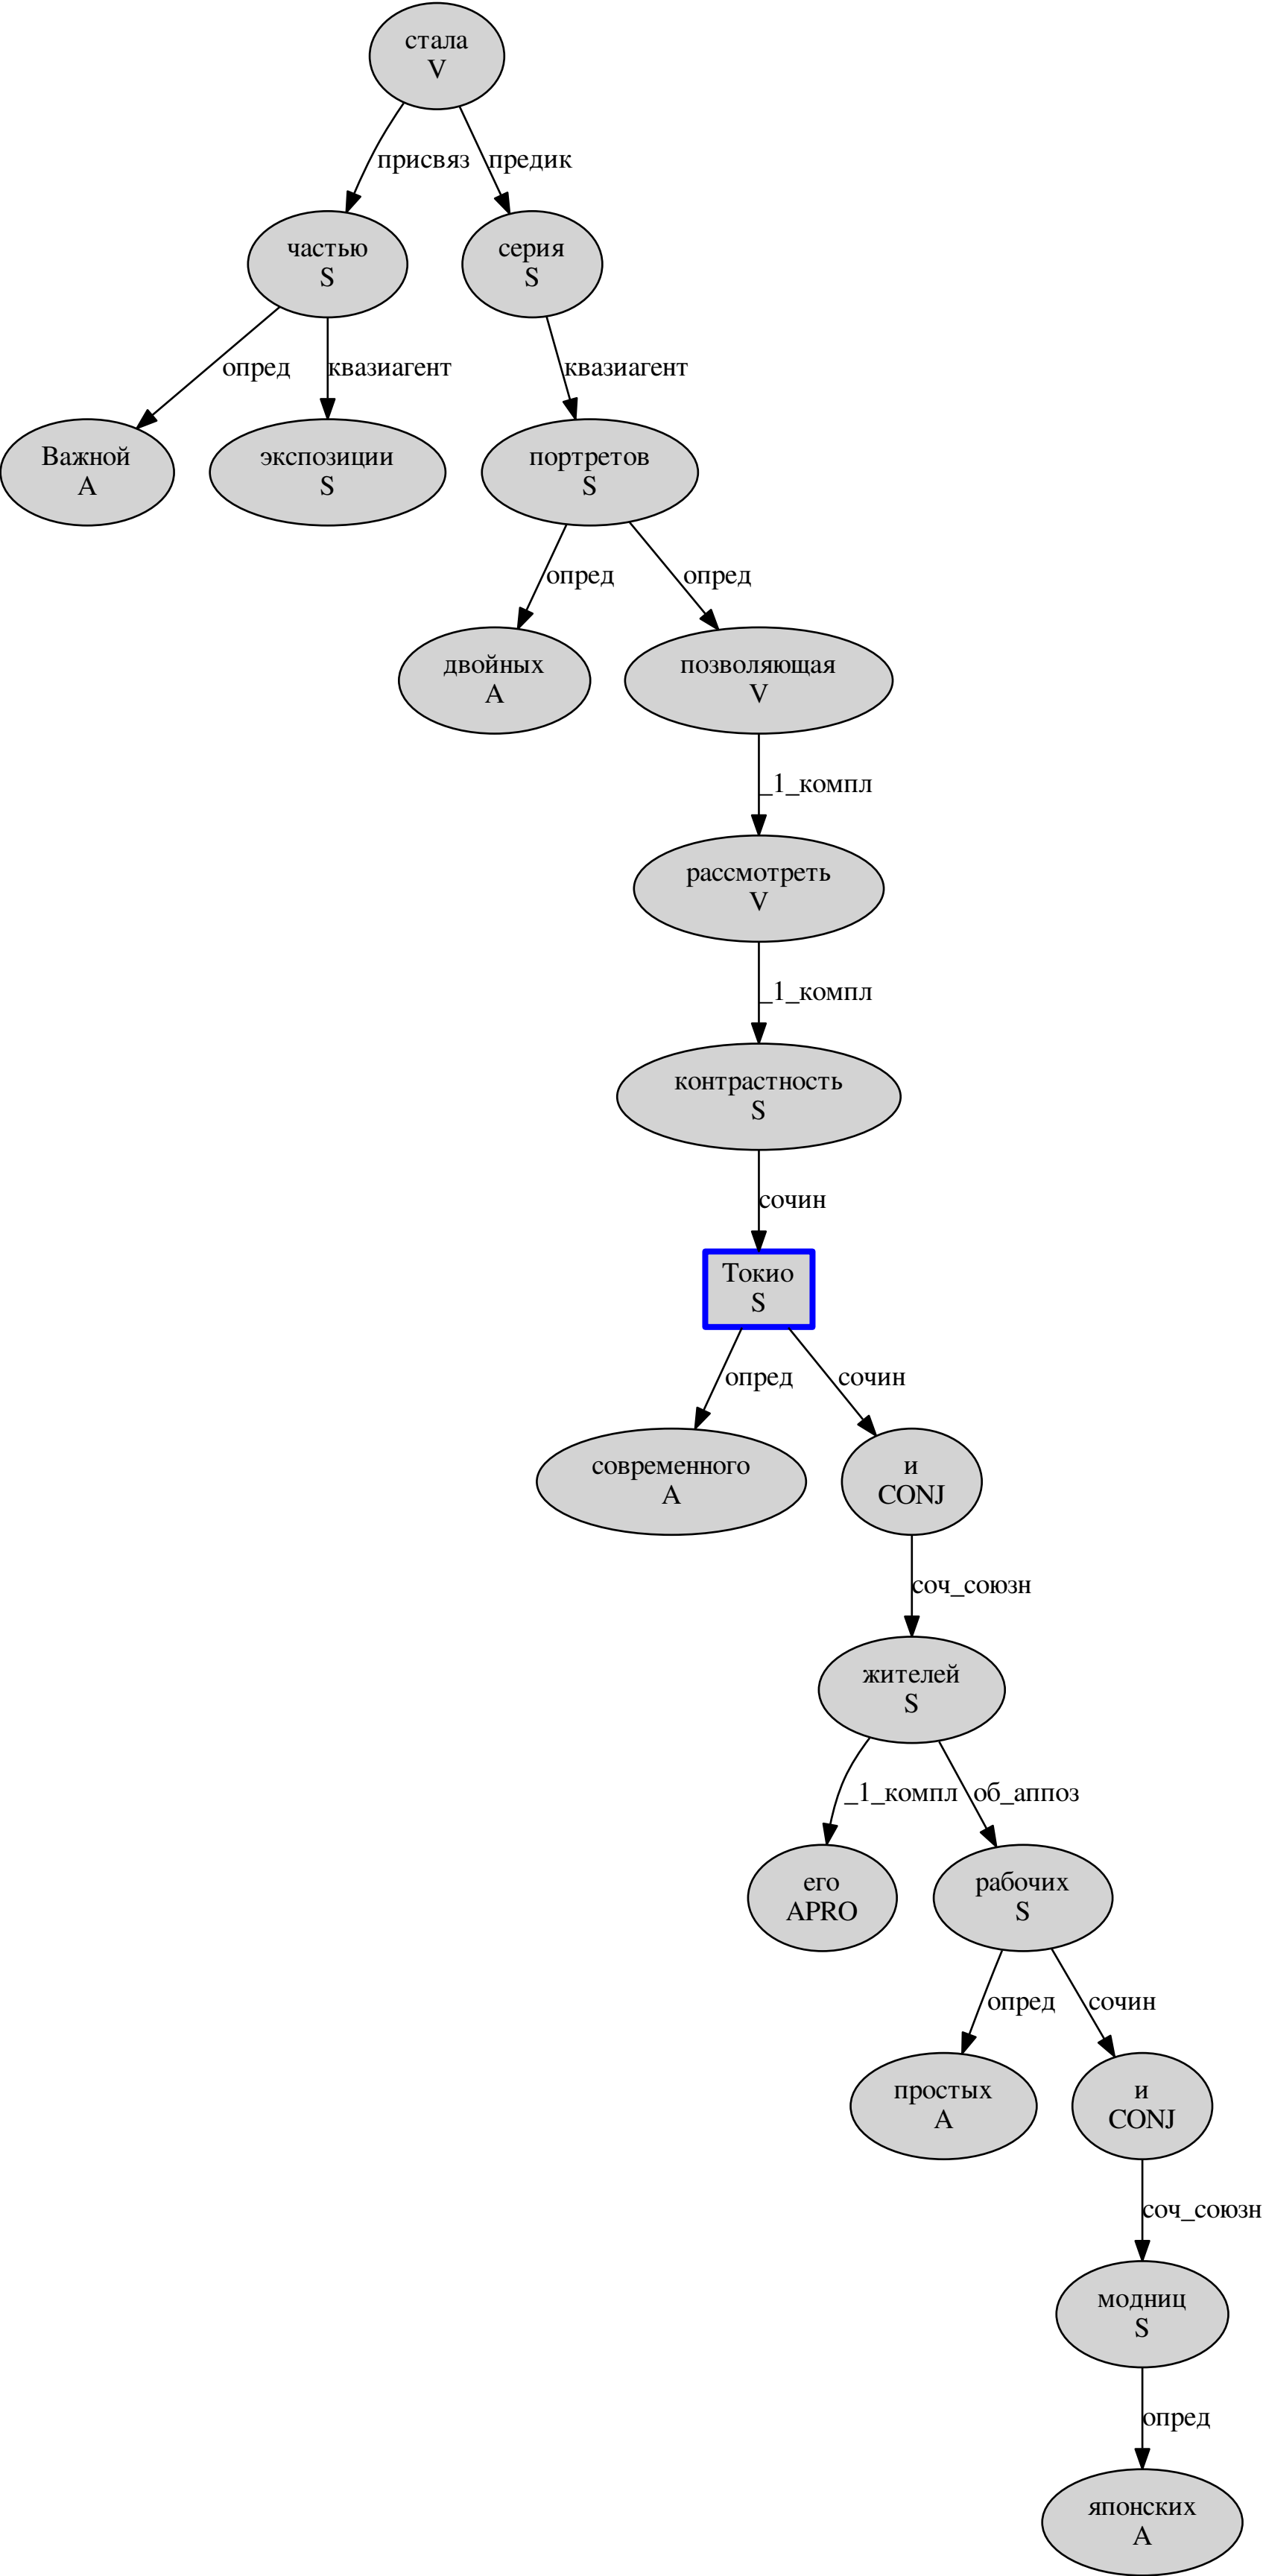 стала
V
присвяз
предик
частью
S
серия
S
опред
квазиагент
квазиагент
Важной
A
экспозиции
S
портретов
S
опред
опред
двойных
A
позволяющая
V
_1_компл
рассмотреть
V
_1_компл
контрастность
S
сочин
Токио
S
опред
сочин
современного
A
и
CONJ
соч_союзн
жителей
S
_1_компл
об_аппоз
его
APRO
рабочих
S
опред
сочин
простых
A
и
CONJ
соч_союзн
модниц
S
опред
японских
A